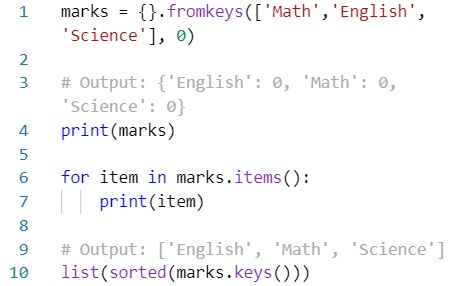 1 marks = {}.fromkeys(['Math','English',
'Science'], 0)
2
3 # Output: {'English': 0, 'Math': 0,
'Science': 0}
4 print(marks)
5
6 for item in marks.items():
7 print(item)
8
9 # Output: ['English', 'Math', 'Science']
10 list(sorted(marks.keys()))